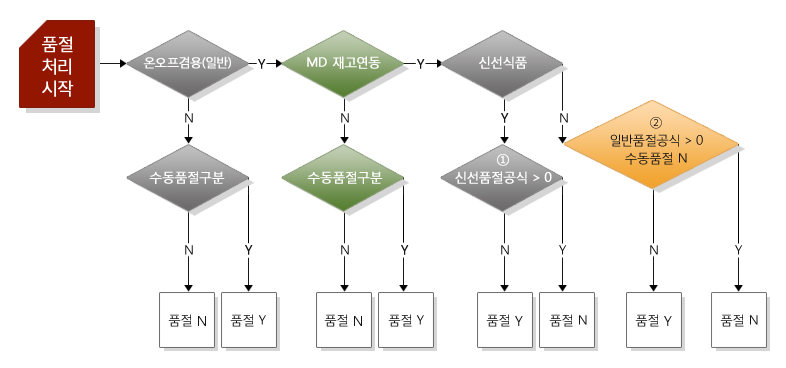 품절
처리
시작
온오프겸용(일반)
Y
MD 재고연동
Y
신선식품
N
N
Y
N
수동품절구분
수동품절구분
①
신선품절공식 > 0
②
일반품절공식 > 0
수동품절 N
N
Y
N
Y
N
Y
N
Y
품절 N
품절 Y
품절 N
품절 Y
품절 Y
품절 N
품절 Y
품절 N